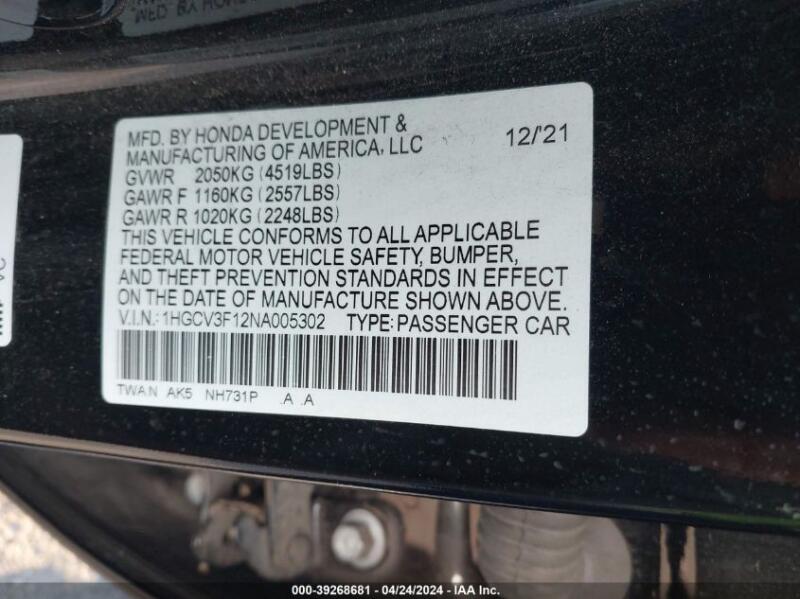 MFD. BY HONDA DEVELOPMENT &
MANUFACTURING OF AMERICA, LLC 12/'21
GVWR 2050KG (4519LBS)
GAWR F 1160KG (2557LBS)
GAWR R 1020KG (2248LBS)
THIS VEHICLE CONFORMS TO ALL APPLICABLE
FEDERAL MOTOR VEHICLE SAFETY, BUMPER,
AND THEFT PREVENTION STANDARDS IN EFFECT
ON THE DATE OF MANUFACTURE SHOWN ABOVE.
V.I.N.: 1HGCV3F12NA005302 TYPE: PASSENGER CAR
TWAN AK5 NH731P .A .A
000-39268681 / 04/24/2024 / IAA Inc.